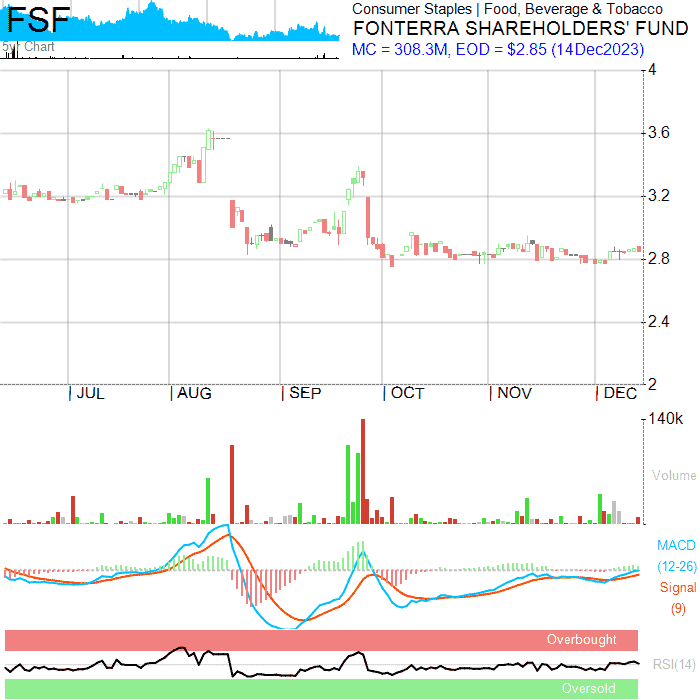 FSF
5yr Chart
Consumer Staples | Food, Beverage & Tobacco
FONTERRA SHAREHOLDERS' FUND
MC = 308.3M, EOD = $2.85 (14Dec2023)
4
3.6
3.2
2.8
2.4
2
JUL AUG SEP OCT NOV DEC
140k
Volume
MACD
(12-26)
Signal
(9)
Overbought
RSI(14)
Oversold